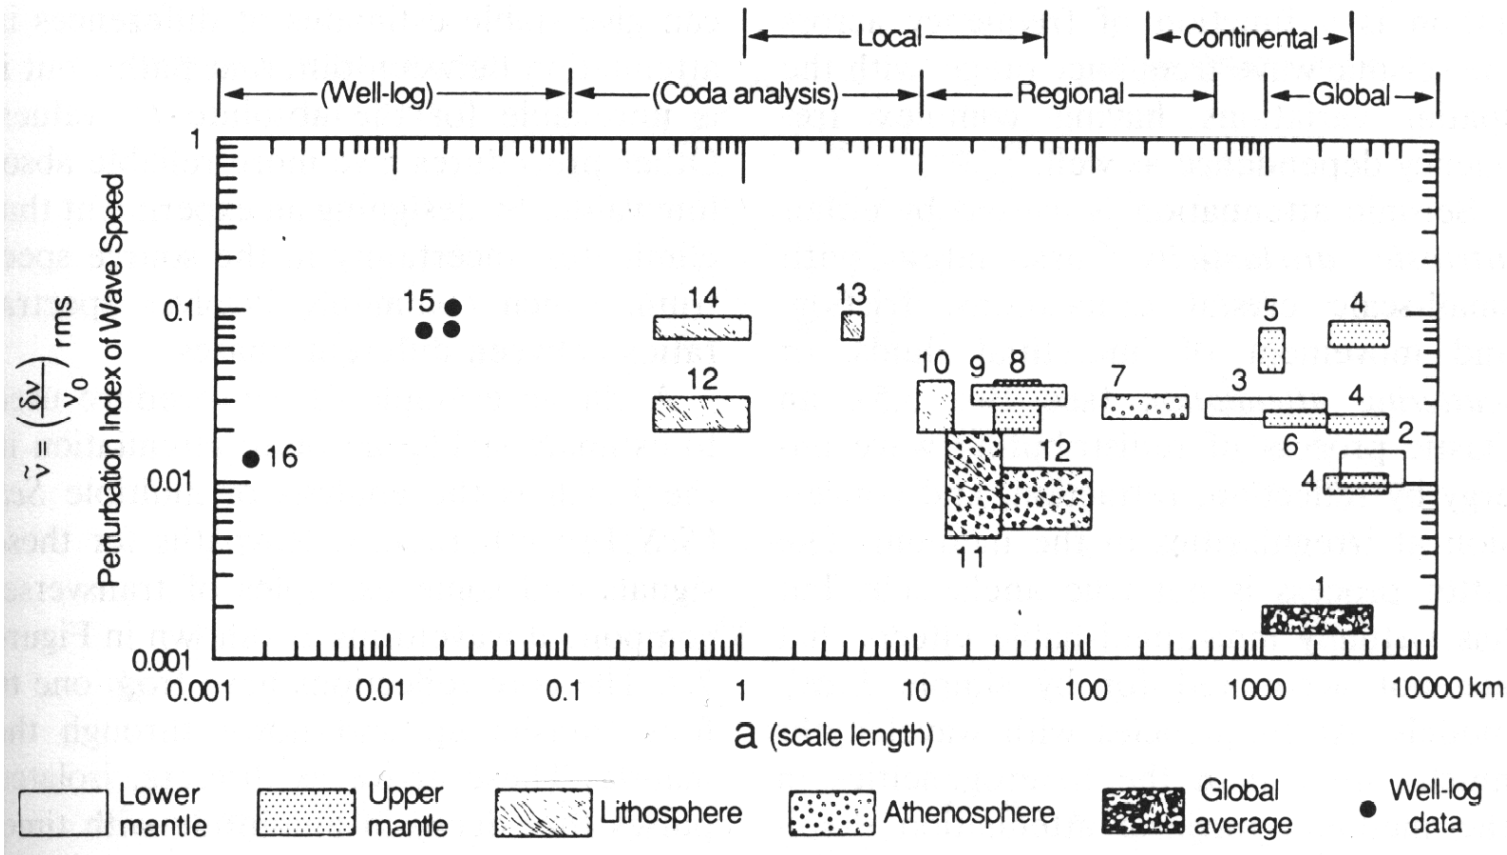 Local Continental
(Well-log) (Coda analysis) Regional Global
1
0.1
0.01
0.001
Perturbation Index of Wave Speed
ṽ (δv/v₀) rms
15
14
13
5
4
12
10
9
8
7
3
4
6
2
16
12
4
11
1
0.001 0.01 0.1 1 10 100 1000 10000 km
a (scale length)
Lower
mantle
Upper
mantle
Lithosphere
Athenosphere
Global
average
Well-log
data